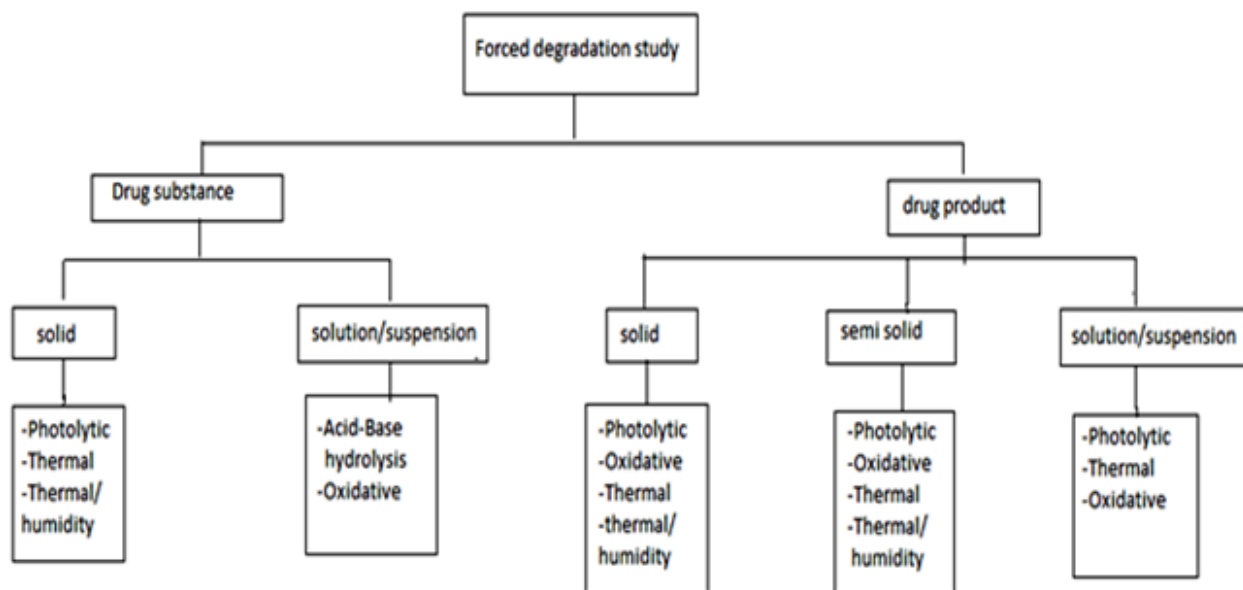 Forced degradation study
Drug substance
drug product
solid
solution/suspension
solid
semi solid
solution/suspension
-Photolytic
-Thermal
-Thermal/
humidity
-Acid-Base
hydrolysis
-Oxidative
-Photolytic
-Oxidative
-Thermal
-thermal/
humidity
-Photolytic
-Oxidative
-Thermal
-Thermal/
humidity
-Photolytic
-Thermal
-Oxidative